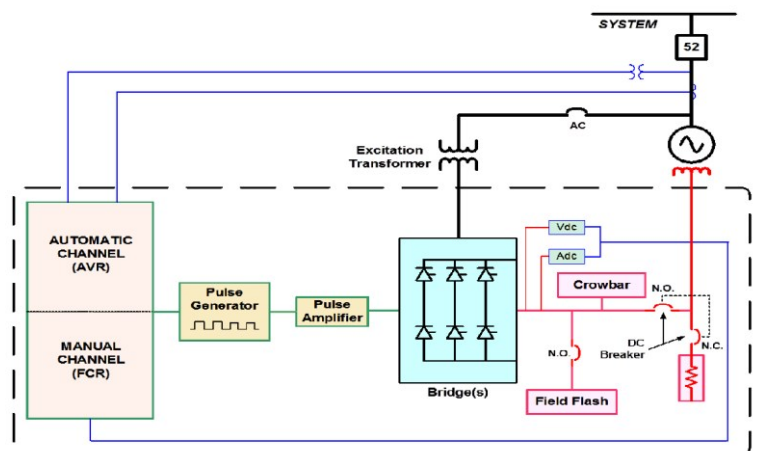 SYSTEM
52
AC
Excitation
Transformer
AUTOMATIC
CHANNEL
(AVR)
MANUAL
CHANNEL
(FCR)
Pulse
Generator
Pulse
Amplifier
Bridge(s)
Vdc
Adc
Crowbar
N.O.
N.O.
Field Flash
DC
Breaker
N.C.